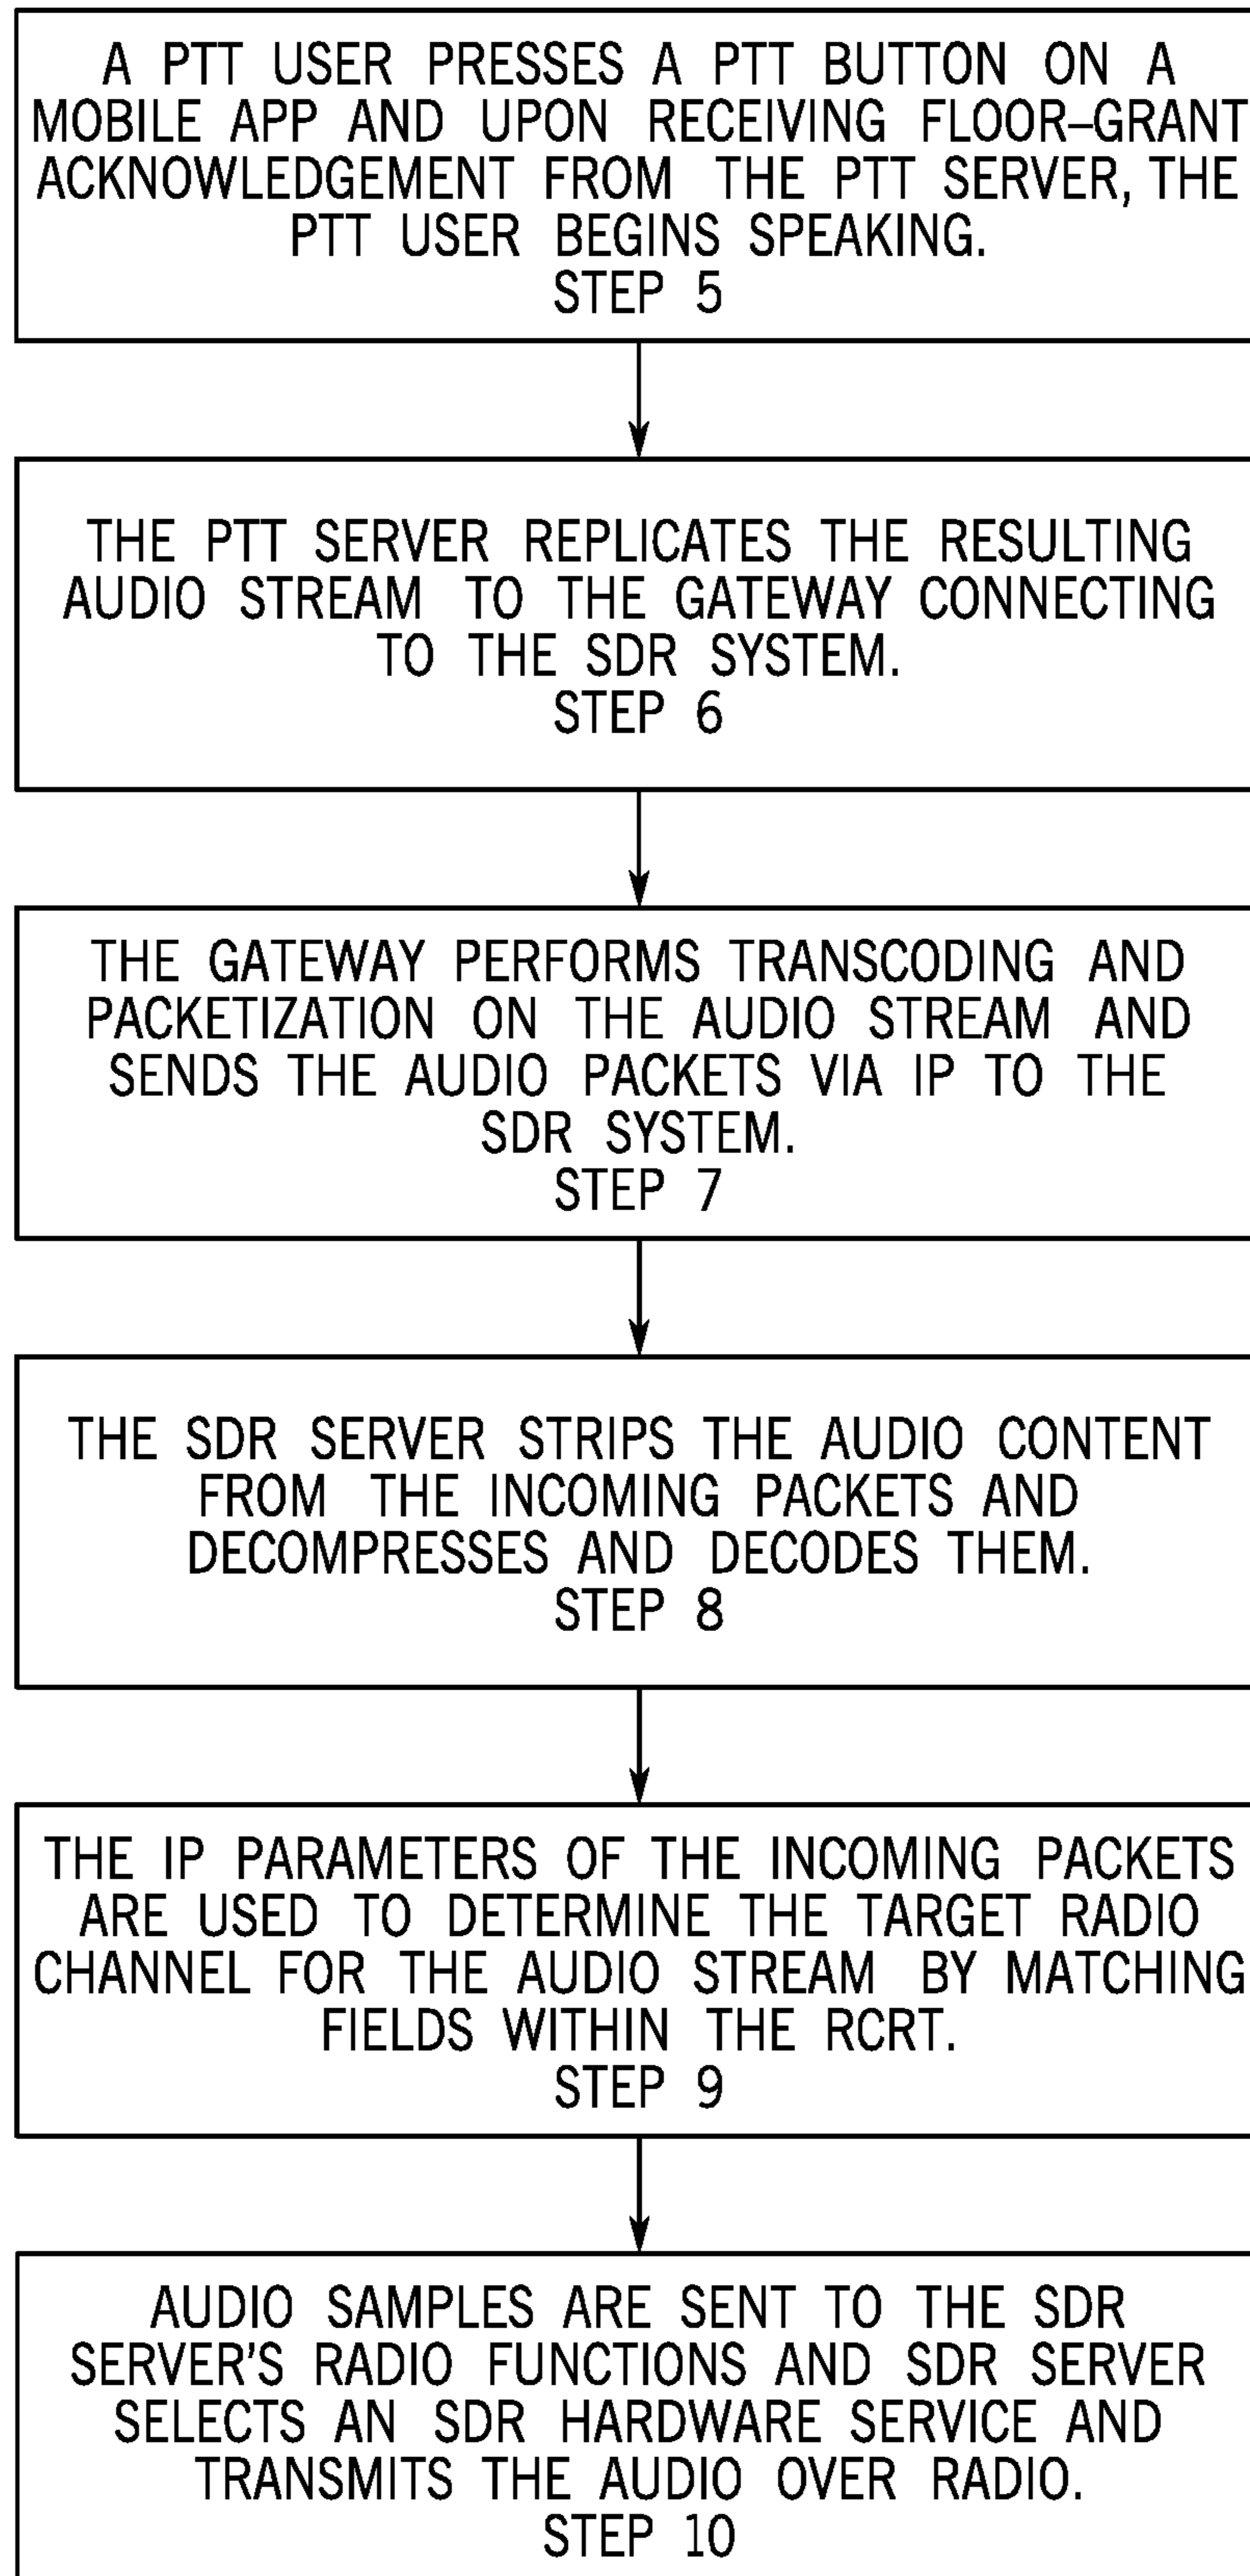 A PTT USER PRESSES A PTT BUTTON ON A
MOBILE APP AND UPON RECEIVING FLOOR–GRANT
ACKNOWLEDGEMENT FROM THE PTT SERVER, THE
PTT USER BEGINS SPEAKING.
STEP 5
THE PTT SERVER REPLICATES THE RESULTING
AUDIO STREAM TO THE GATEWAY CONNECTING
TO THE SDR SYSTEM.
STEP 6
THE GATEWAY PERFORMS TRANSCODING AND
PACKETIZATION ON THE AUDIO STREAM AND
SENDS THE AUDIO PACKETS VIA IP TO THE
SDR SYSTEM.
STEP 7
THE SDR SERVER STRIPS THE AUDIO CONTENT
FROM THE INCOMING PACKETS AND
DECOMPRESSES AND DECODES THEM.
STEP 8
THE IP PARAMETERS OF THE INCOMING PACKETS
ARE USED TO DETERMINE THE TARGET RADIO
CHANNEL FOR THE AUDIO STREAM BY MATCHING
FIELDS WITHIN THE RCRT.
STEP 9
AUDIO SAMPLES ARE SENT TO THE SDR
SERVER'S RADIO FUNCTIONS AND SDR SERVER
SELECTS AN SDR HARDWARE SERVICE AND
TRANSMITS THE AUDIO OVER RADIO.
STEP 10